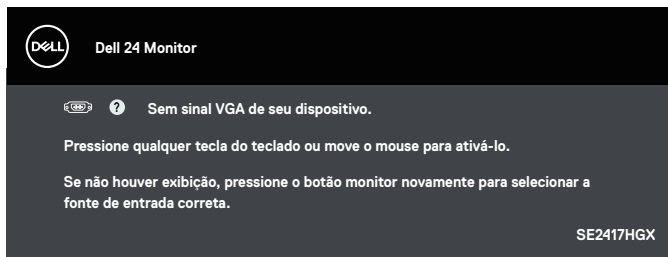 DELL
Dell 24 Monitor
? Sem sinal VGA de seu dispositivo.
Pressione qualquer tecla do teclado ou move o mouse para ativá-lo.
Se não houver exibição, pressione o botão monitor novamente para selecionar a
fonte de entrada correta.
SE2417HGX